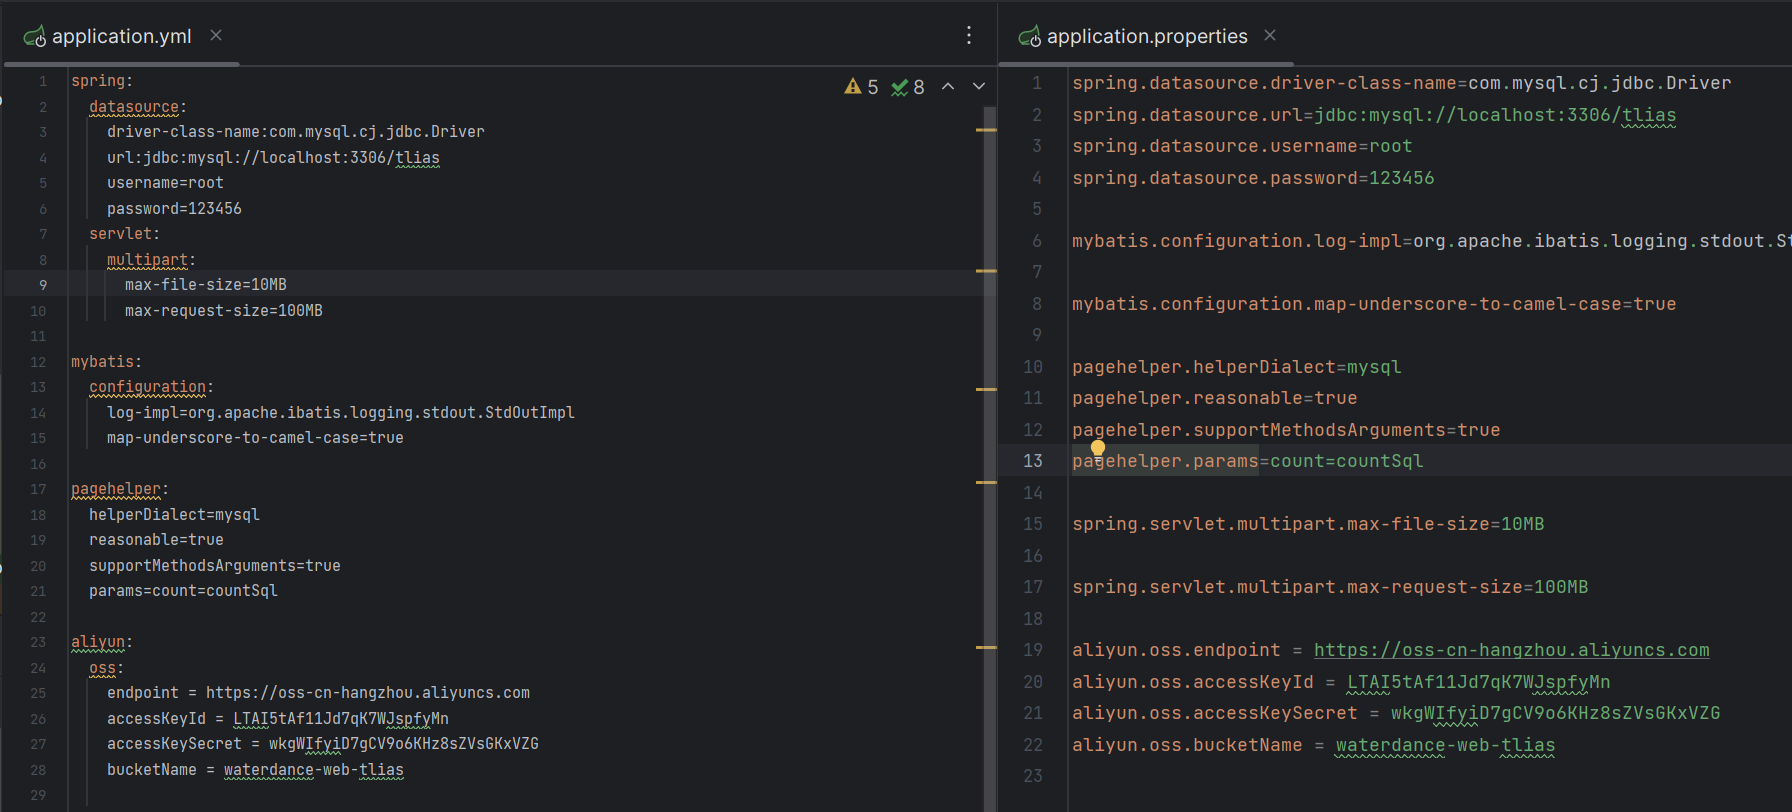 application.yml
5 8
1 spring:
2 datasource:
3 driver-class-name:com.mysql.cj.jdbc.Driver
4 url:jdbc:mysql://localhost:3306/tlias
5 username=root
6 password=123456
7 servlet:
8 multipart:
9 max-file-size=10MB
10 max-request-size=100MB
11
12 mybatis:
13 configuration:
14 log-impl=org.apache.ibatis.logging.stdout.StdOutImpl
15 map-underscore-to-camel-case=true
16
17 pagehelper:
18 helperDialect=mysql
19 reasonable=true
20 supportMethodsArguments=true
21 params=count=countSql
22
23 aliyun:
24 oss:
25 endpoint = https://oss-cn-hangzhou.aliyuncs.com
26 accessKeyId = LTAI5tAf11Jd7qK7WJspfyMn
27 accessKeySecret = wkgWIfyiD7gCV9o6KHz8sZVsGKxVZG
28 bucketName = waterdance-web-tlias
29
application.properties
1 spring.datasource.driver-class-name=com.mysql.cj.jdbc.Driver
2 spring.datasource.url=jdbc:mysql://localhost:3306/tlias
3 spring.datasource.username=root
4 spring.datasource.password=123456
5
6 mybatis.configuration.log-impl=org.apache.ibatis.logging.stdout.St
7
8 mybatis.configuration.map-underscore-to-camel-case=true
9
10 pagehelper.helperDialect=mysql
11 pagehelper.reasonable=true
12 pagehelper.supportMethodsArguments=true
13 pagehelper.params=count=countSql
14
15 spring.servlet.multipart.max-file-size=10MB
16
17 spring.servlet.multipart.max-request-size=100MB
18
19 aliyun.oss.endpoint = https://oss-cn-hangzhou.aliyuncs.com
20 aliyun.oss.accessKeyId = LTAI5tAf11Jd7qK7WJspfyMn
21 aliyun.oss.accessKeySecret = wkgWIfyiD7gCV9o6KHz8sZVsGKxVZG
22 aliyun.oss.bucketName = waterdance-web-tlias
23